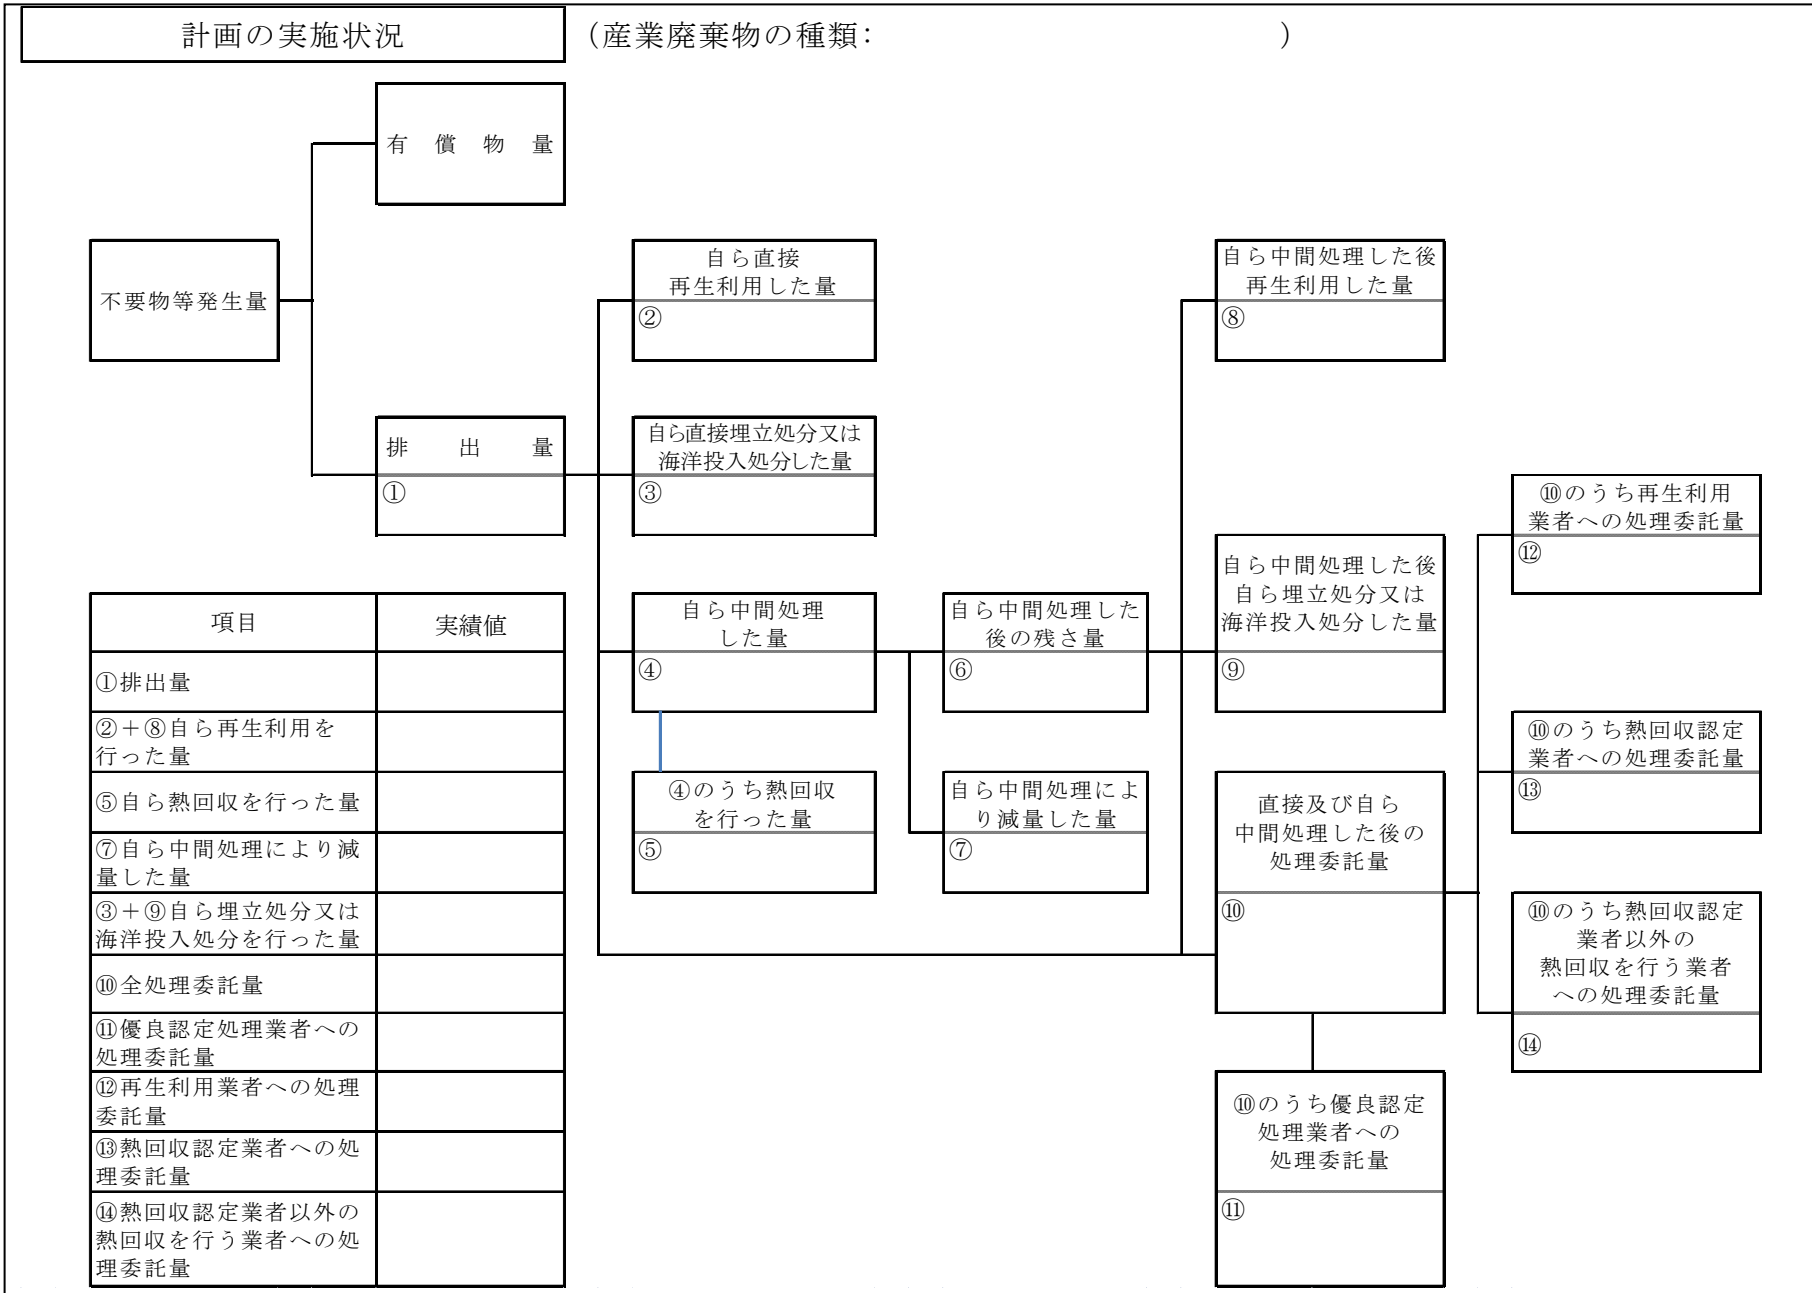 計画の実施状況
（産業廃棄物の種類：　　　　　　　　　　　　）
有償物量
不要物等発生量
自ら直接
再生利用した量
②
自ら中間処理した後
再生利用した量
⑧
排出量
①
自ら直接埋立処分又は
海洋投入処分した量
③
⑩のうち再生利用
業者への処理委託量
⑫
自ら中間処理した後
自ら埋立処分又は
海洋投入処分した量
⑨
自ら中間処理
した量
④
自ら中間処理した
後の残さ量
⑥
⑩のうち熱回収認定
業者への処理委託量
⑬
④のうち熱回収
を行った量
⑤
自ら中間処理によ
り減量した量
⑦
直接及び自ら
中間処理した後の
処理委託量
⑩
⑩のうち熱回収認定
業者以外の
熱回収を行う業者
への処理委託量
⑭
⑩のうち優良認定
処理業者への
処理委託量
⑪
項目
実績値
①排出量
②＋⑧自ら再生利用を
行った量
⑤自ら熱回収を行った量
⑦自ら中間処理により減
量した量
③＋⑨自ら埋立処分又は
海洋投入処分を行った量
⑩全処理委託量
⑪優良認定処理業者への
処理委託量
⑫再生利用業者への処理
委託量
⑬熱回収認定業者への処
理委託量
⑭熱回収認定業者以外の
熱回収を行う業者への処
理委託量